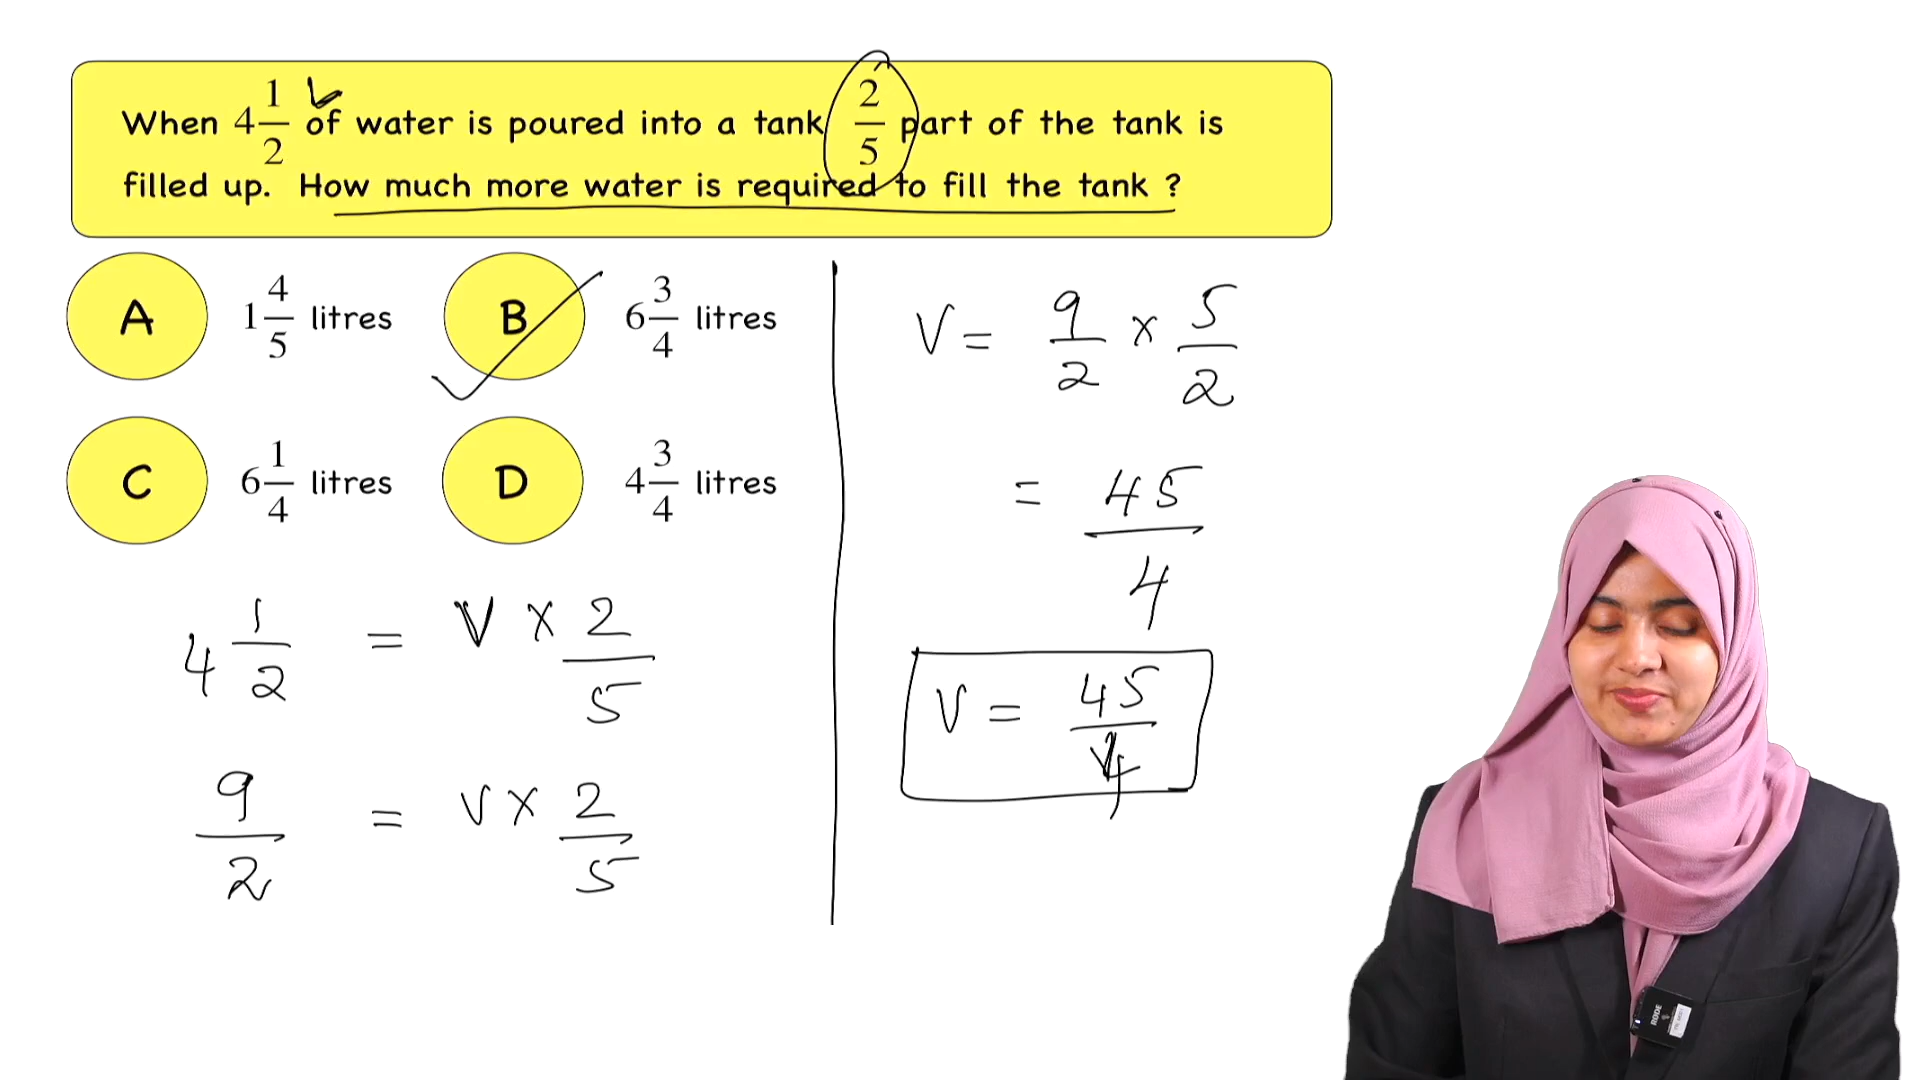 When 4 1/2 of water is poured into a tank 2/5 part of the tank is
filled up. How much more water is required to fill the tank ?
A 1 4/5 litres B 6 3/4 litres
C 6 1/4 litres D 4 3/4 litres
4 1/2 = V x 2/5
9/2 = V x 2/5
V = 9/2 x 5/2
= 45/4
V = 45/4
RODE